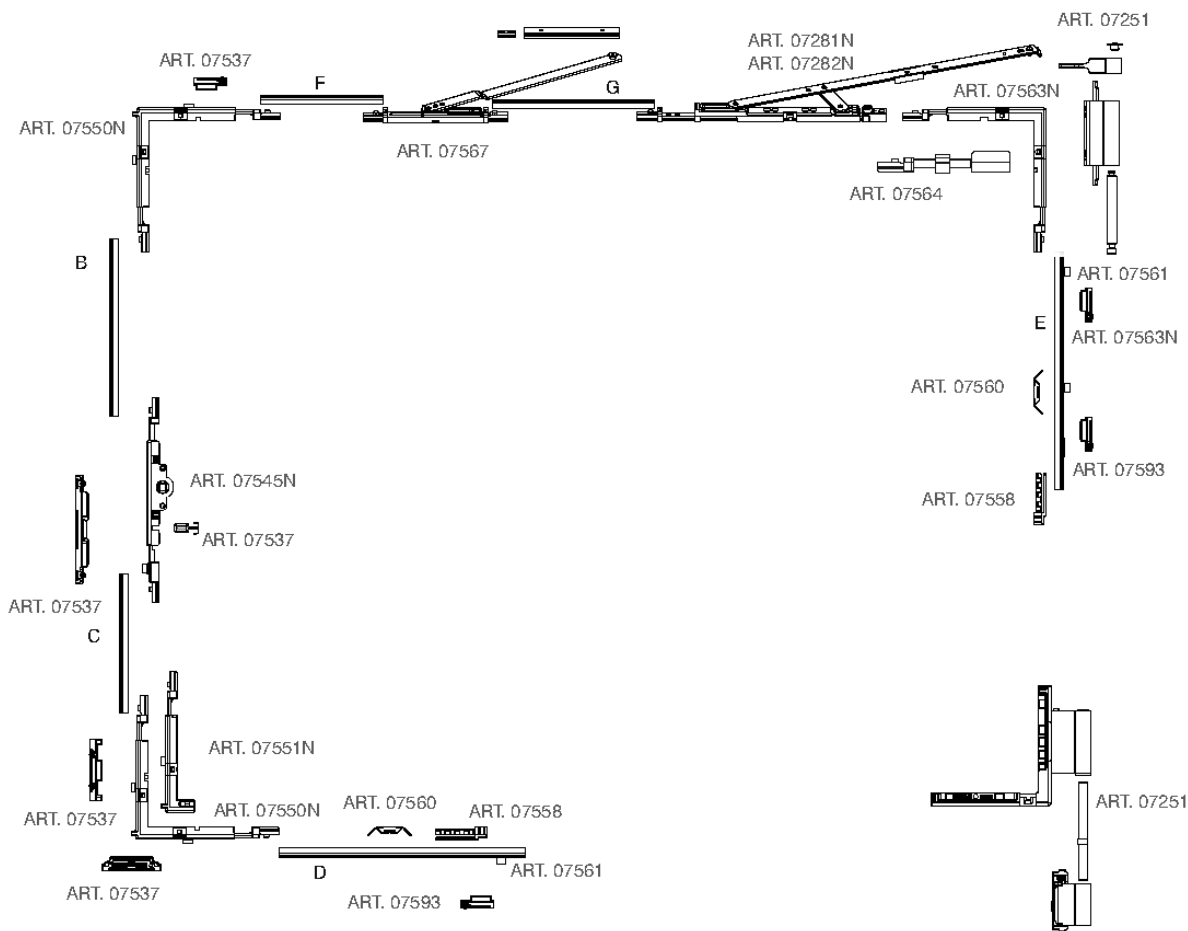 ART. 07251
ART. 07281N
ART. 07282N
ART. 07537
F
G
ART. 07563N
ART. 07550N
ART. 07567
ART. 07564
B
ART. 07561
E
ART. 07563N
ART. 07560
ART. 07593
ART. 07545N
ART. 07558
ART. 07537
ART. 07537
C
ART. 07551N
ART. 07251
ART. 07550N
ART. 07560
ART. 07558
ART. 07537
ART. 07561
D
ART. 07537
ART. 07593